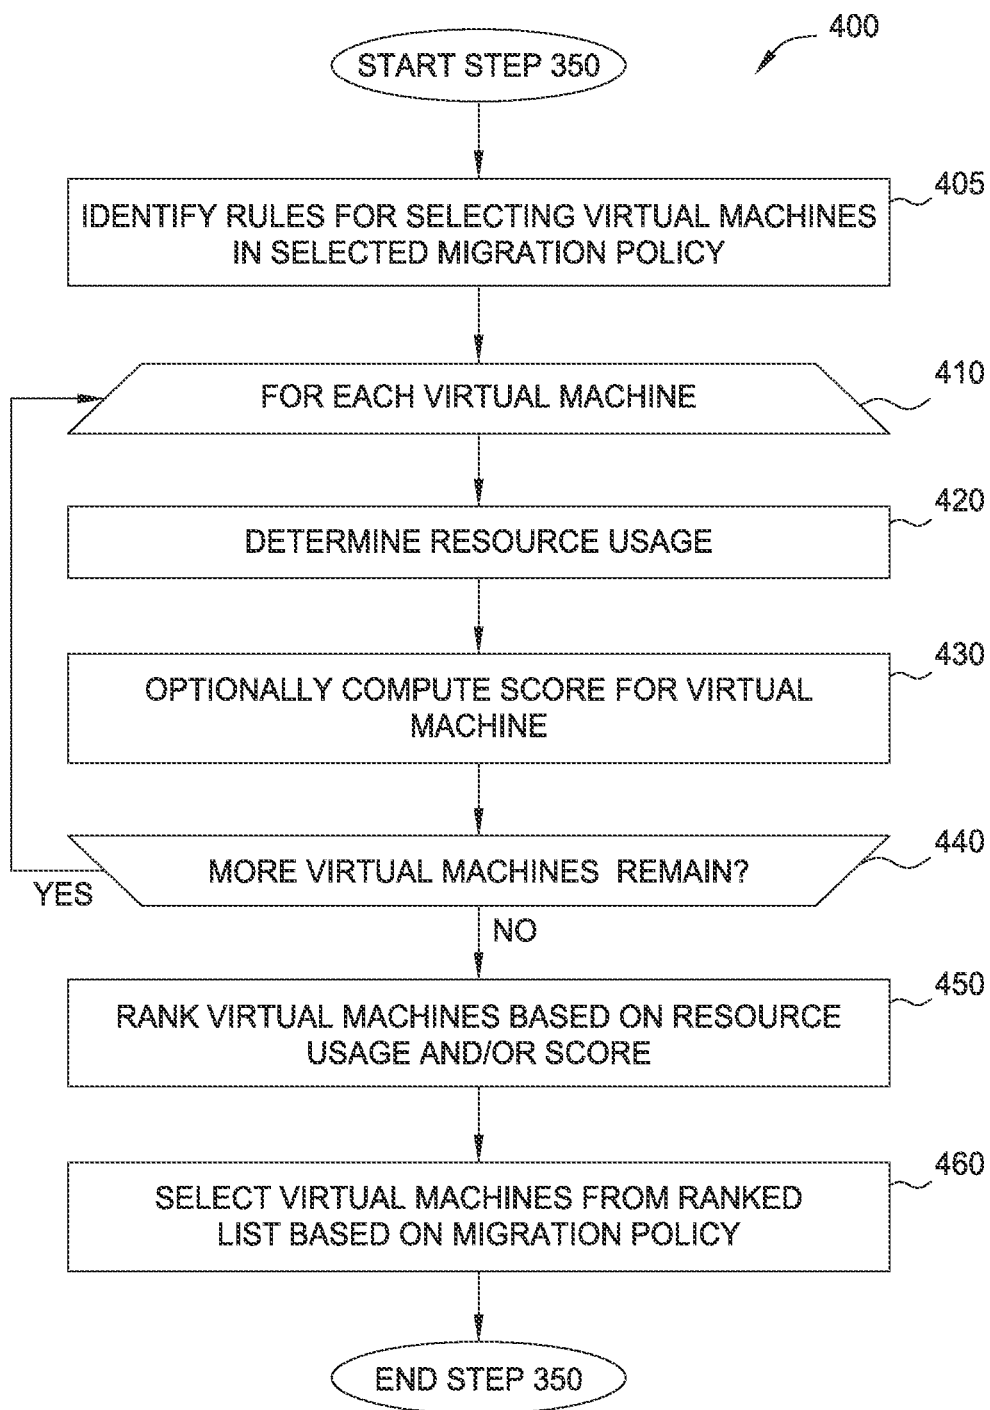 400
START STEP 350
405
IDENTIFY RULES FOR SELECTING VIRTUAL MACHINES
IN SELECTED MIGRATION POLICY
410
FOR EACH VIRTUAL MACHINE
420
DETERMINE RESOURCE USAGE
430
OPTIONALLY COMPUTE SCORE FOR VIRTUAL
MACHINE
440
MORE VIRTUAL MACHINES REMAIN?
YES
NO
450
RANK VIRTUAL MACHINES BASED ON RESOURCE
USAGE AND/OR SCORE
460
SELECT VIRTUAL MACHINES FROM RANKED
LIST BASED ON MIGRATION POLICY
END STEP 350